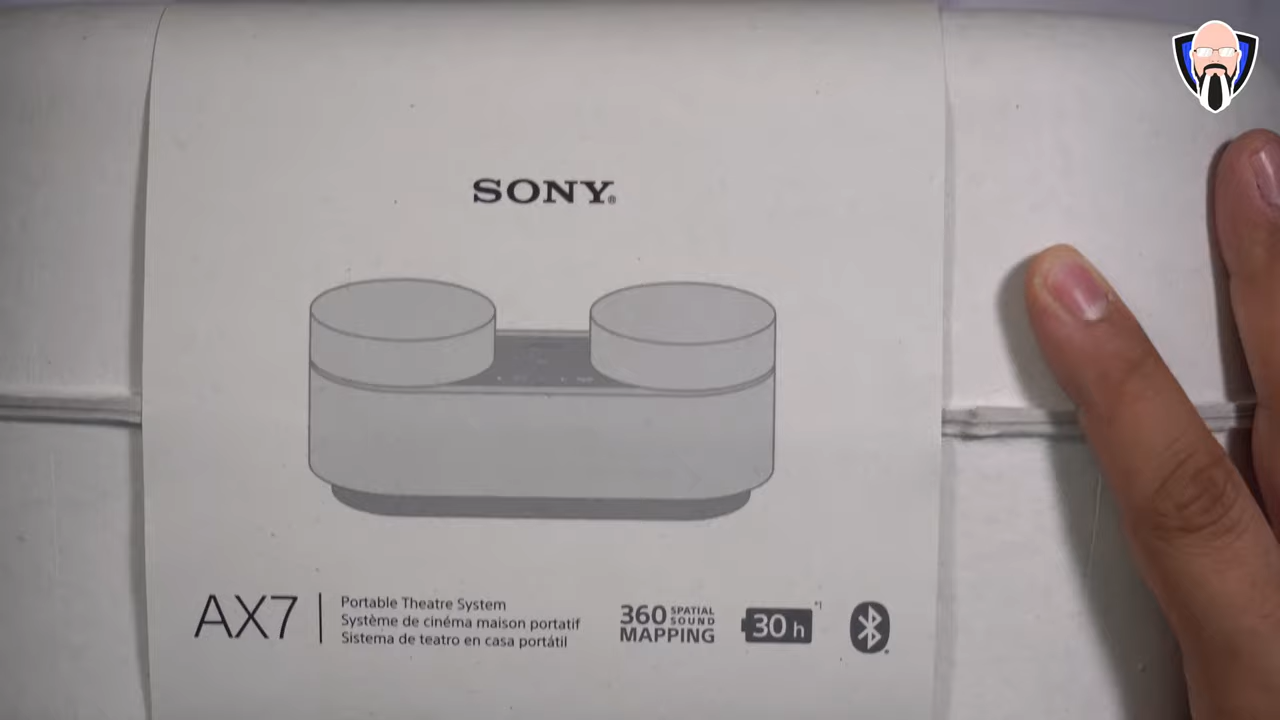 SONY®
AX7
Portable Theatre System
Système de cinéma maison portatif
Sistema de teatro en casa portátil
360 SPATIAL SOUND
MAPPING
30 h *1